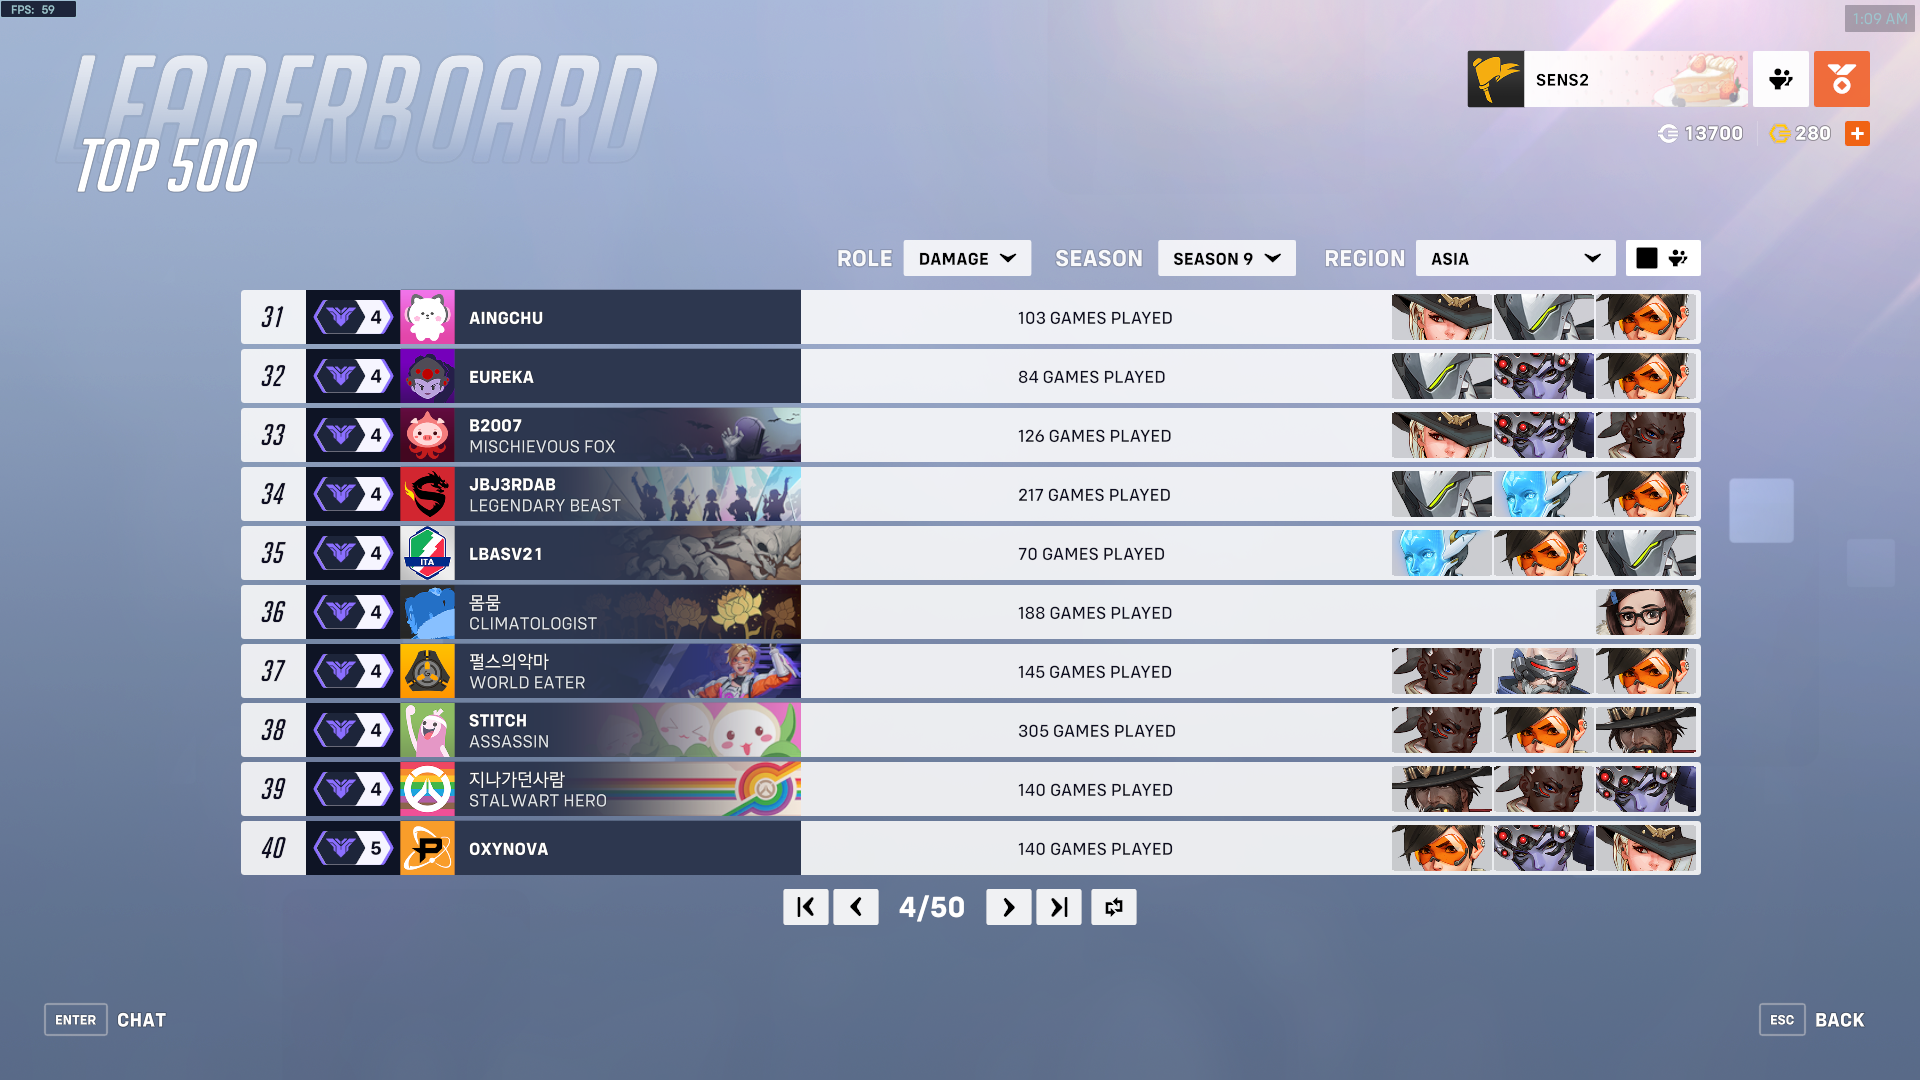 FPS: 59
1:09 AM
LEADERBOARD
TOP 500
SENS2
13700
280
ROLE DAMAGE SEASON SEASON 9 REGION ASIA
31 4 AINGCHU 103 GAMES PLAYED
32 4 EUREKA 84 GAMES PLAYED
33 4 B2007 126 GAMES PLAYED
MISCHIEVOUS FOX
34 4 JBJ3RDAB 217 GAMES PLAYED
LEGENDARY BEAST
35 4 ITA LBASV21 70 GAMES PLAYED
36 4 몸뭄 188 GAMES PLAYED
CLIMATOLOGIST
37 4 펄스의악마 145 GAMES PLAYED
WORLD EATER
38 4 STITCH 305 GAMES PLAYED
ASSASSIN
39 4 지나가던사람 140 GAMES PLAYED
STALWART HERO
40 5 OXYNOVA 140 GAMES PLAYED
4/50
ENTER CHAT
ESC BACK